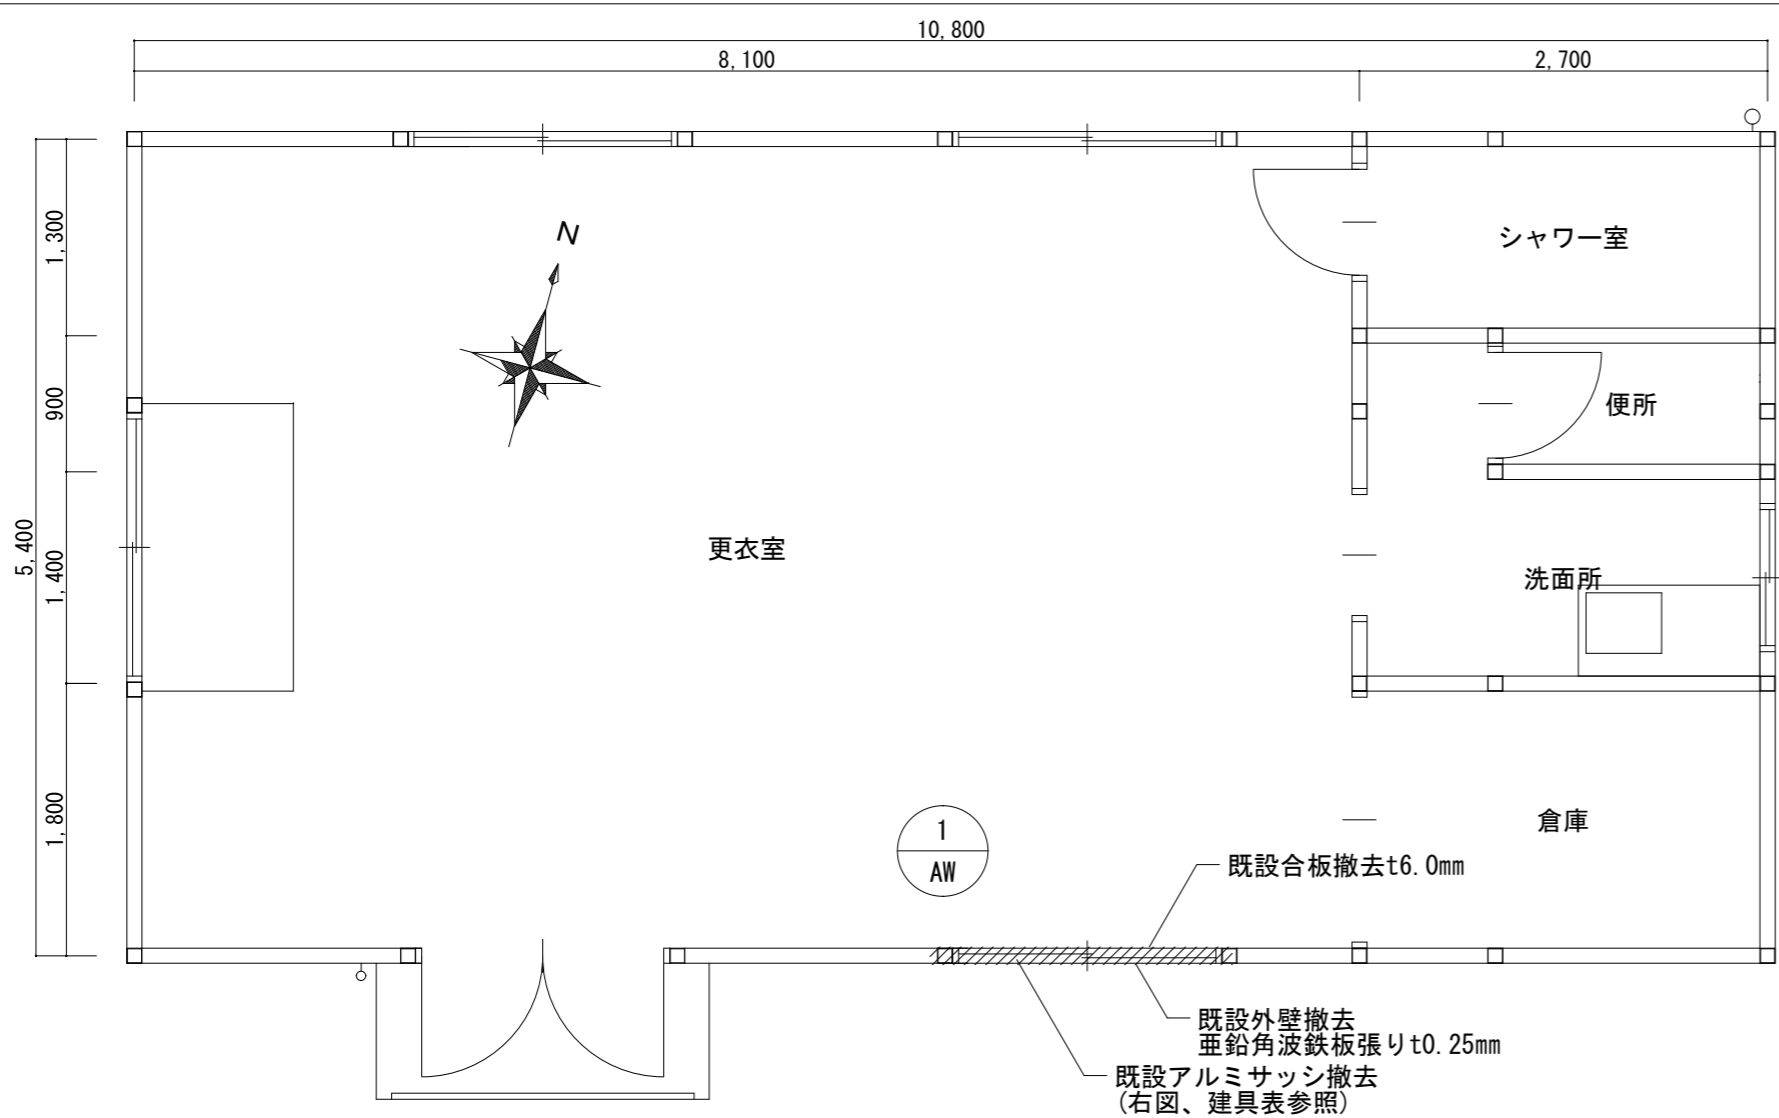 10,800
8,100
2,700
1,300
N
シャワー室
900
便所
5,400
1,400
更衣室
洗面所
1,800
1
AW
倉庫
既設合板撤去t6.0mm
既設外壁撤去
亜鉛角波鉄板張りt0.25mm
既設アルミサッシ撤去
(右図、建具表参照)